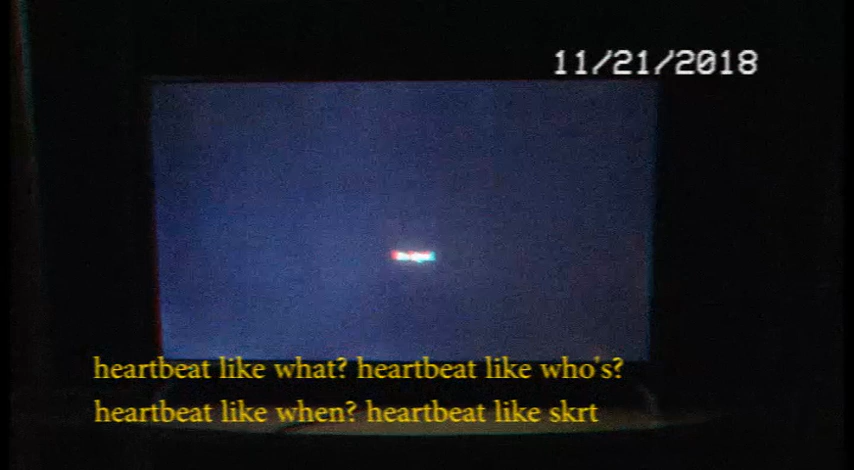 11/21/2018
heartbeat like what? heartbeat like who's?
heartbeat like when? heartbeat like skrt